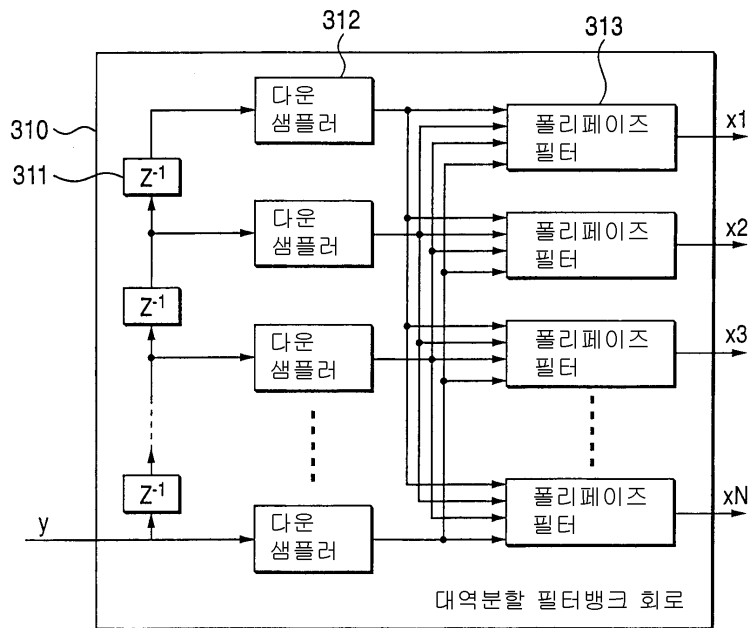 312
313
310
다운
샘플러
폴리페이즈
필터
x1
311
Z-1
다운
샘플러
폴리페이즈
필터
x2
Z-1
다운
샘플러
폴리페이즈
필터
x3
Z-1
y
다운
샘플러
폴리페이즈
필터
xN
대역분할 필터뱅크 회로